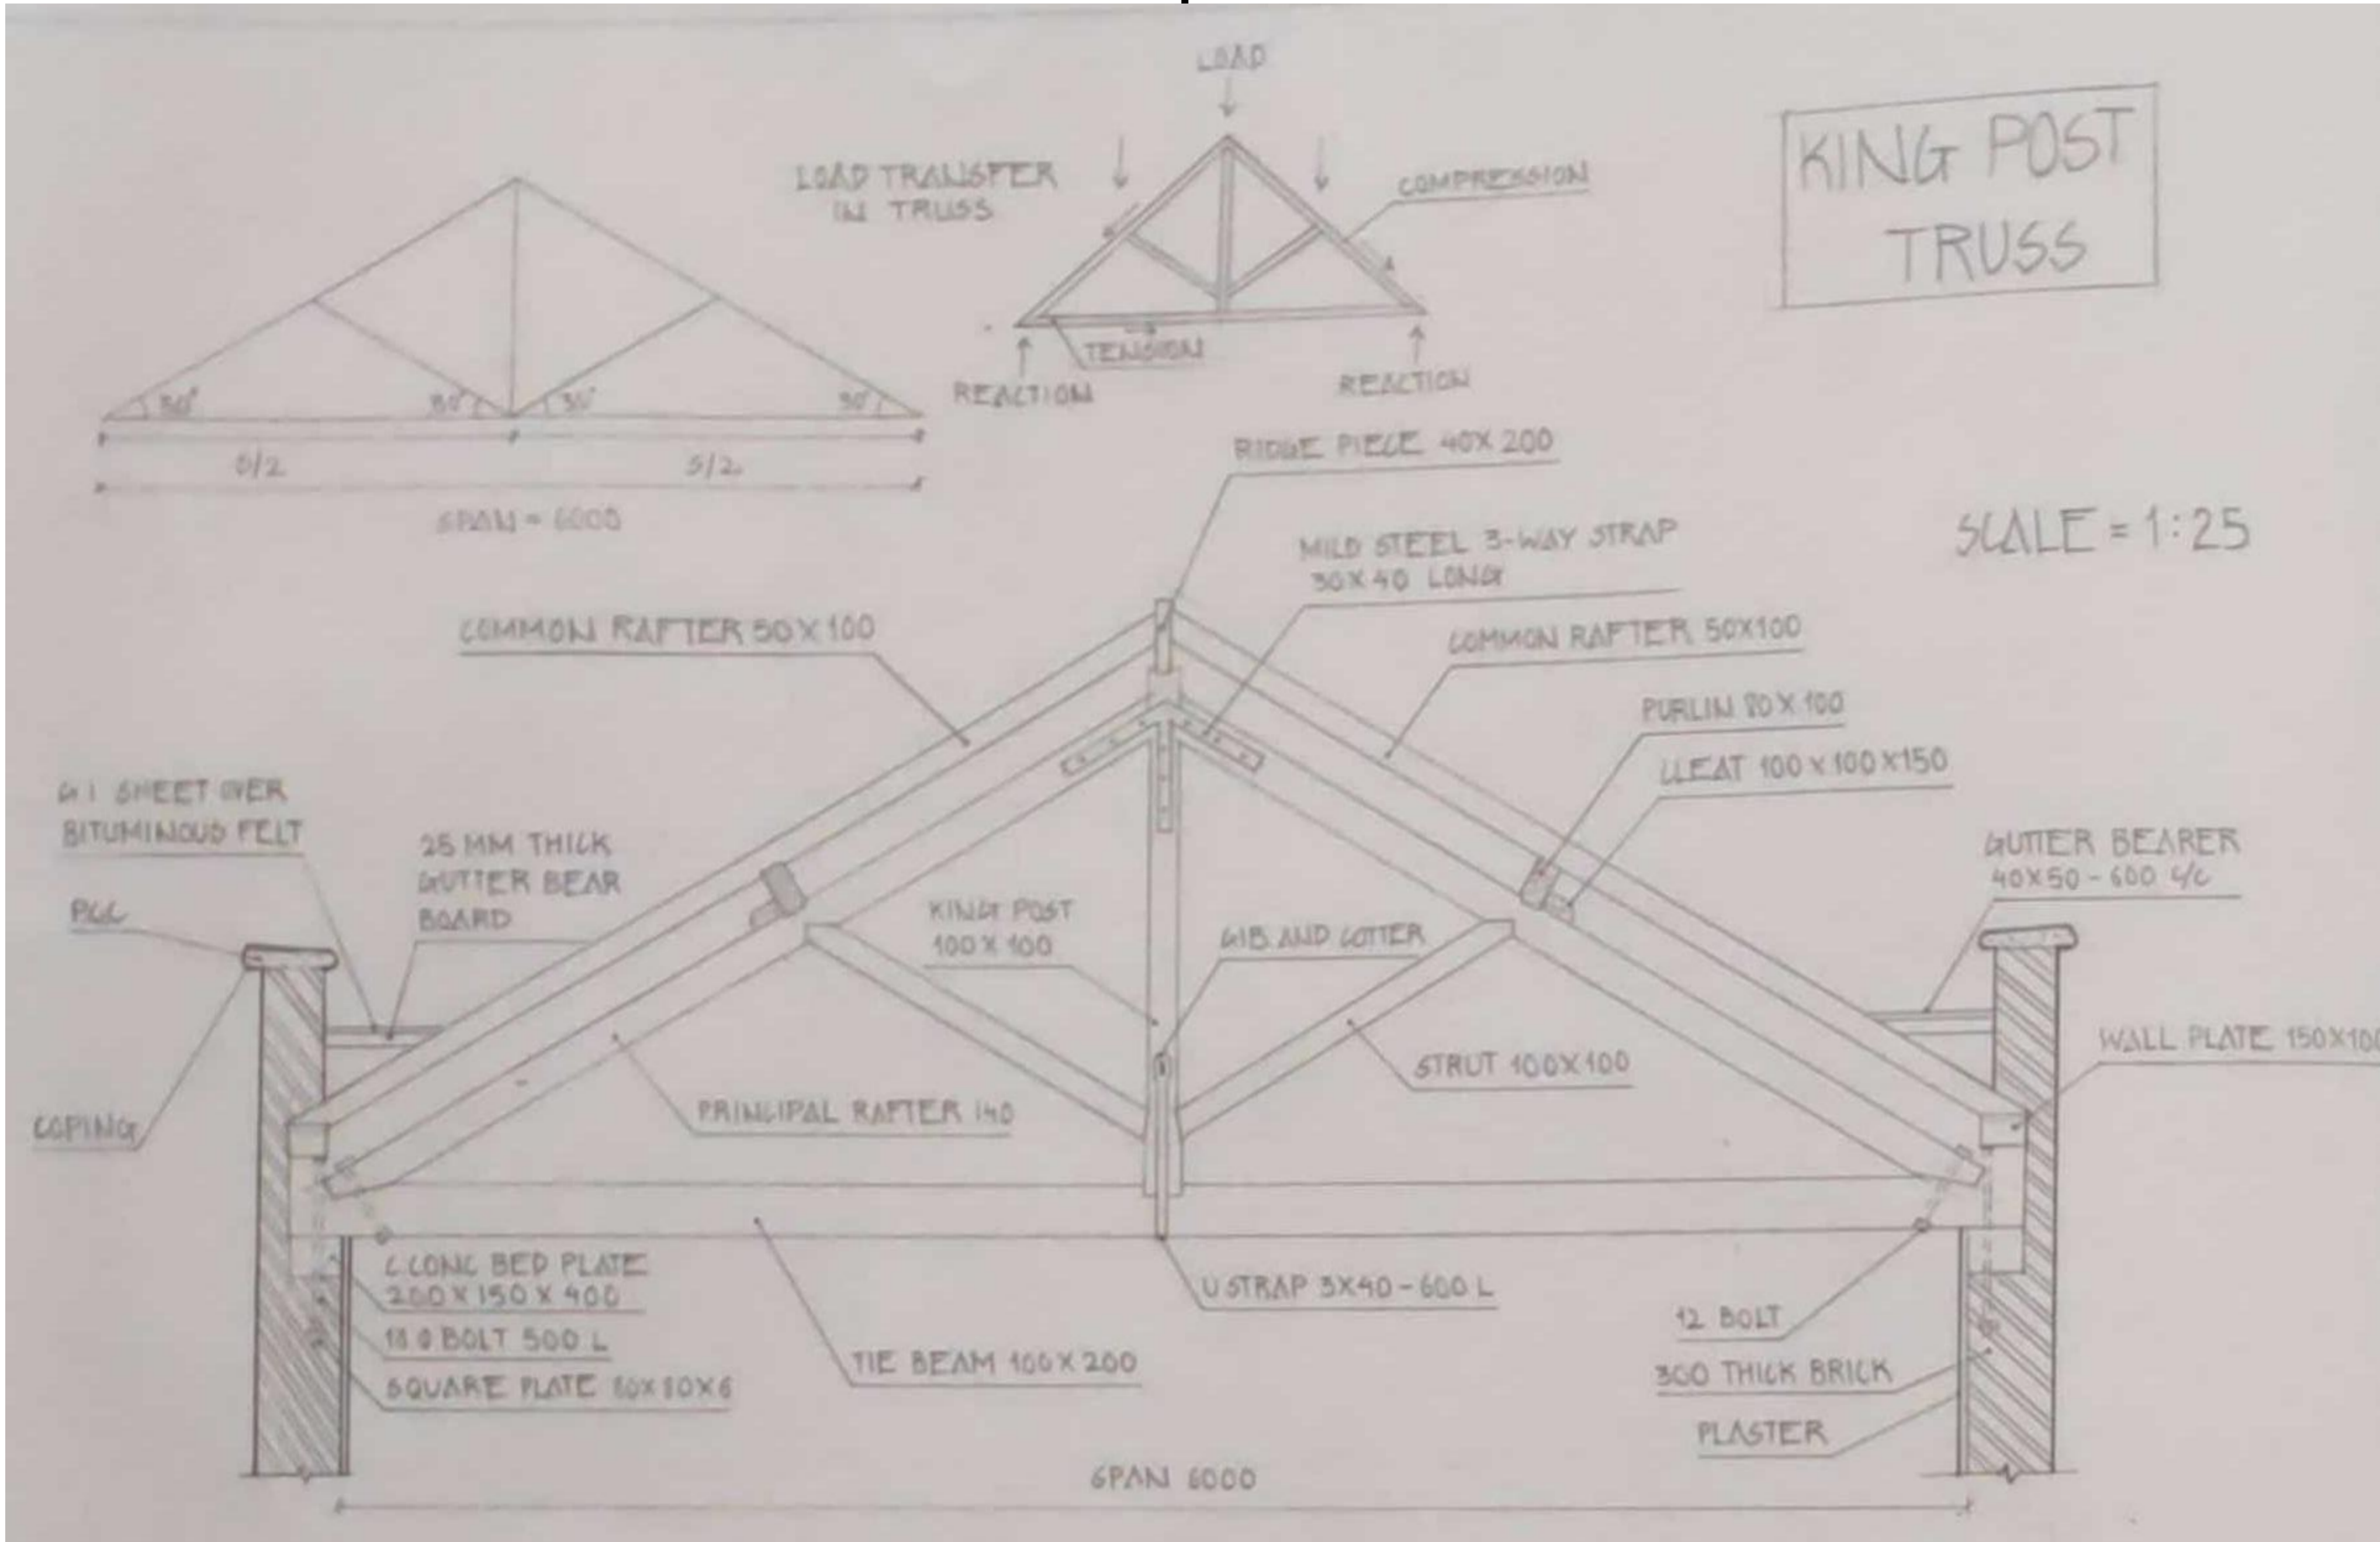 LOAD
LOAD TRANSFER
IN TRUSS
COMPRESSION
KING POST
TRUSS
TENSION
REACTION
REACTION
30°
30°
30°
30°
S/2
S/2
SPAN = 6000
RIDGE PIECE 40X200
SCALE = 1:25
MILD STEEL 3-WAY STRAP
30X40 LONG
COMMON RAFTER 50X100
COMMON RAFTER 50X100
PURLIN 80X100
CLEAT 100X100X150
G I SHEET OVER
BITUMINOUS FELT
25 MM THICK
GUTTER BEAR
BOARD
GUTTER BEARER
40X50-600 C/C
PCC
KING POST
100X100
GIB AND COTTER
WALL PLATE 150X100
STRUT 100X100
PRINCIPAL RAFTER 140
COPING
C CONC BED PLATE
200X150X400
BOLT 500 L
SQUARE PLATE 80X80X6
U STRAP 3X40-600 L
12 BOLT
TIE BEAM 100X200
300 THICK BRICK
PLASTER
SPAN 6000